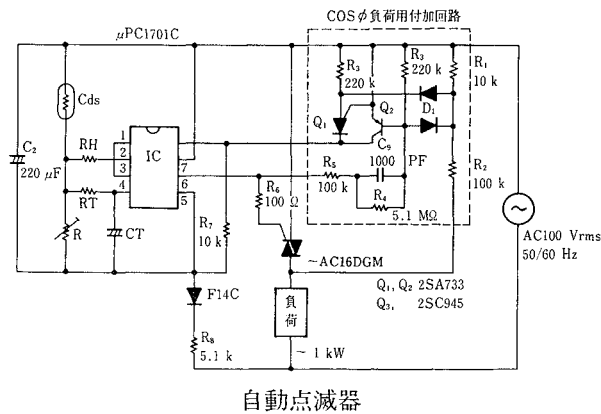 COSφ負荷用付加回路
μPC1701C
R₃
220 k
R₃
220 k
R₁
10 k
Cds
Q₁
Q₂
D₁
C₉
C₂
220 μF
RH
RT
R
CT
IC
1
2
3
4
7
6
5
R₅
100 k
1000
PF
R₄
5.1 MΩ
R₂
100 k
R₆
100 Ω
R₇
10 k
AC100 Vrms
50/60 Hz
~AC16DGM
Q₁, Q₂ 2SA733
Q₃, 2SC945
F14C
R₈
5.1 k
負荷
~1 kW
自動点滅器